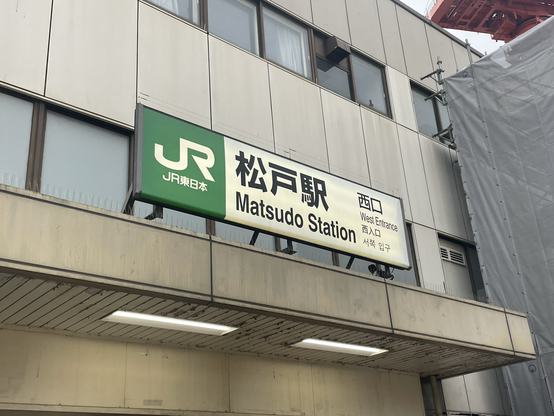 JR
JR東日本
松戸駅
Matsudo Station
西口
West Entrance
西入口
서쪽 입구